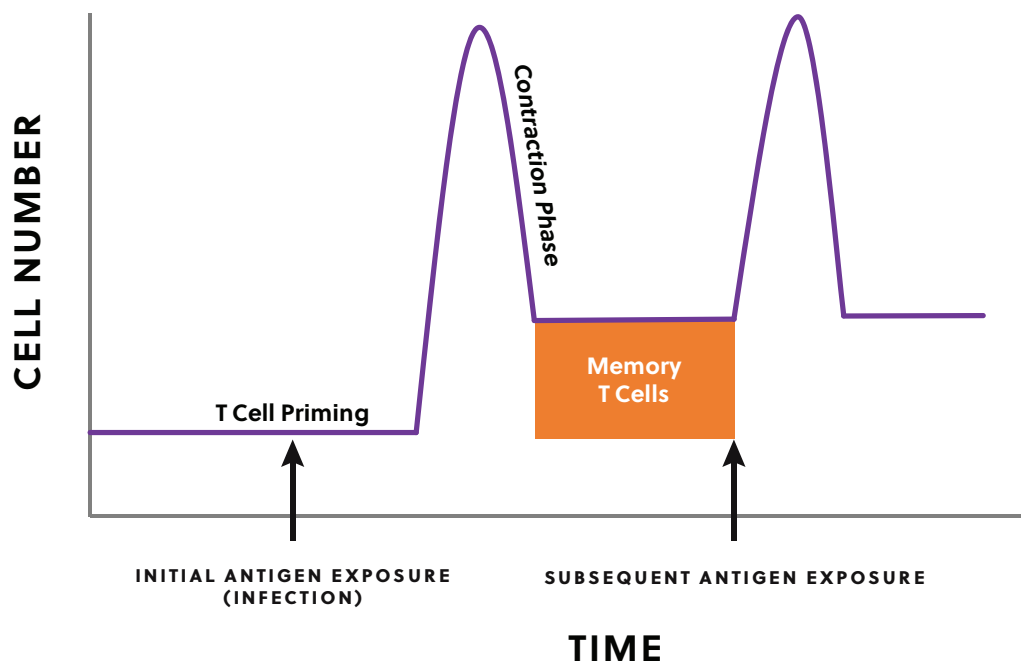 CELL NUMBER
Contraction Phase
Memory
T Cells
T Cell Priming
INITIAL ANTIGEN EXPOSURE
(INFECTION)
SUBSEQUENT ANTIGEN EXPOSURE
TIME